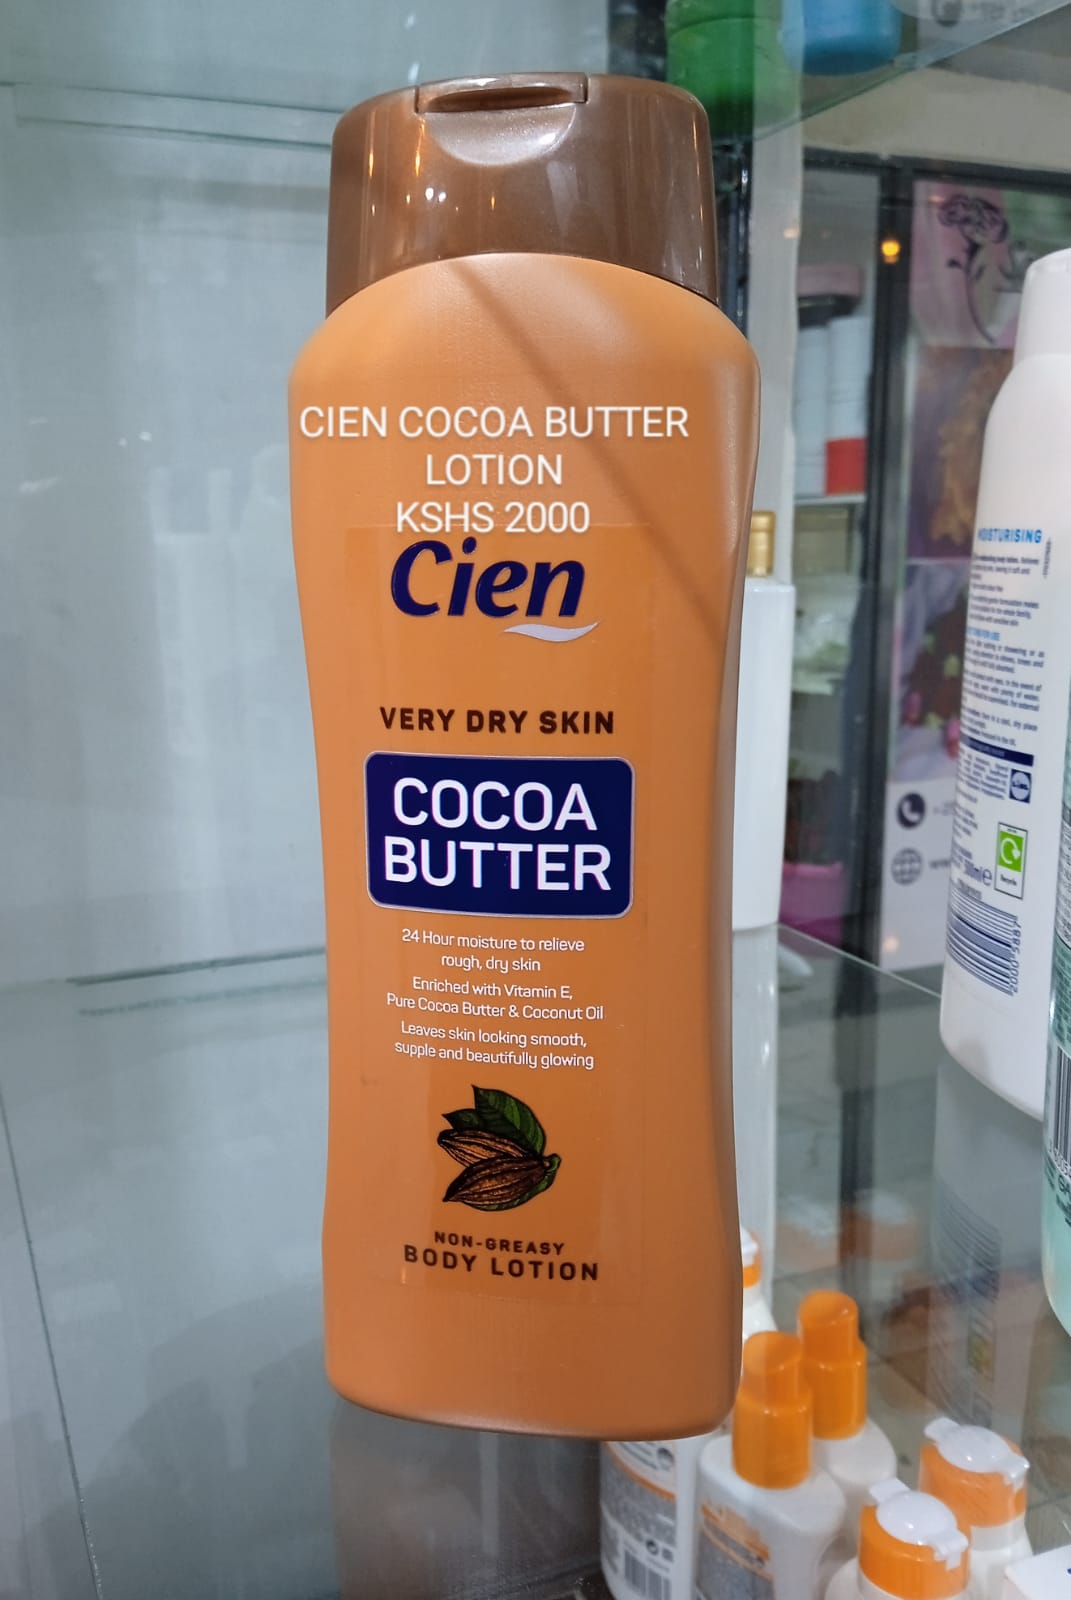 CIEN COCOA BUTTER
LOTION
KSHS 2000
Cien
VERY DRY SKIN
COCOA
BUTTER
24 Hour moisture to relieve
rough, dry skin
Enriched with Vitamin E,
Pure Cocoa Butter & Coconut Oil
Leaves skin looking smooth,
supple and beautifully glowing
NON-GREASY
BODY LOTION
MOISTURISING